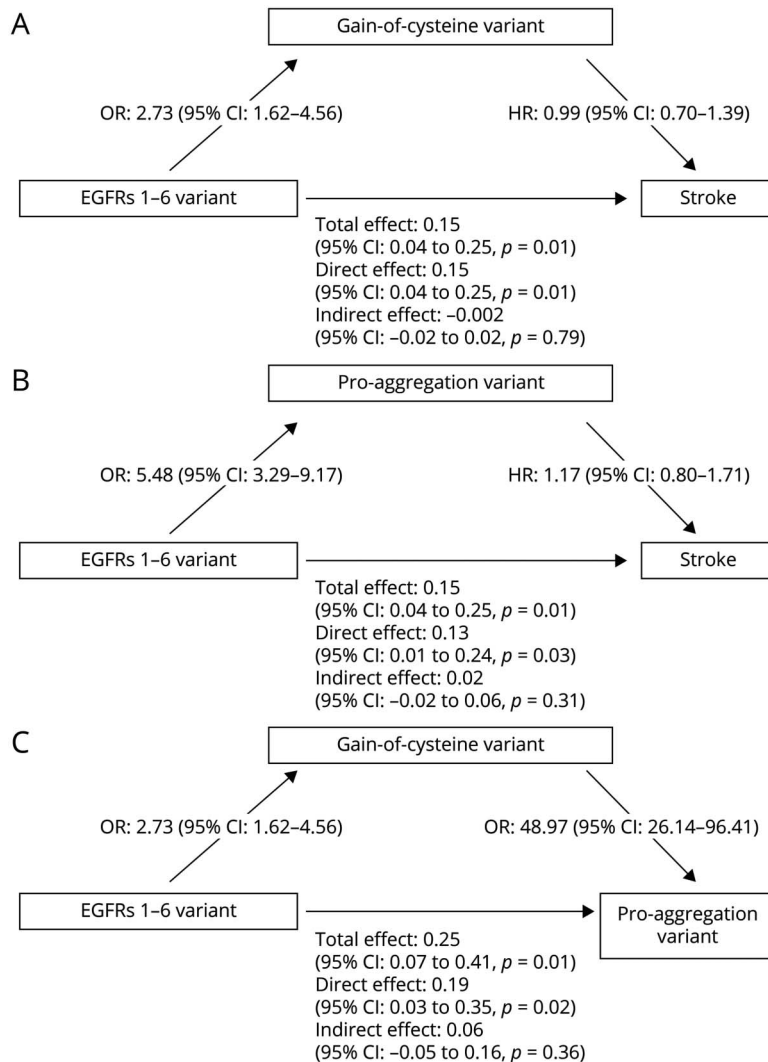 A
Gain-of-cysteine variant
OR: 2.73 (95% CI: 1.62–4.56)
HR: 0.99 (95% CI: 0.70–1.39)
EGFRs 1–6 variant
Stroke
Total effect: 0.15
(95% CI: 0.04 to 0.25, p = 0.01)
Direct effect: 0.15
(95% CI: 0.04 to 0.25, p = 0.01)
Indirect effect: –0.002
(95% CI: –0.02 to 0.02, p = 0.79)
B
Pro-aggregation variant
OR: 5.48 (95% CI: 3.29–9.17)
HR: 1.17 (95% CI: 0.80–1.71)
EGFRs 1–6 variant
Stroke
Total effect: 0.15
(95% CI: 0.04 to 0.25, p = 0.01)
Direct effect: 0.13
(95% CI: 0.01 to 0.24, p = 0.03)
Indirect effect: 0.02
(95% CI: –0.02 to 0.06, p = 0.31)
C
Gain-of-cysteine variant
OR: 2.73 (95% CI: 1.62–4.56)
OR: 48.97 (95% CI: 26.14–96.41)
EGFRs 1–6 variant
Pro-aggregation
variant
Total effect: 0.25
(95% CI: 0.07 to 0.41, p = 0.01)
Direct effect: 0.19
(95% CI: 0.03 to 0.35, p = 0.02)
Indirect effect: 0.06
(95% CI: –0.05 to 0.16, p = 0.36)